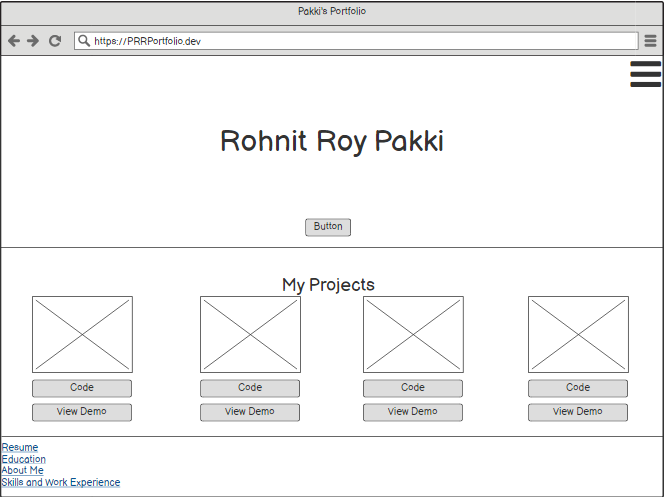 Pakki's Portfolio
https://PRRPortfolio.dev
Rohnit Roy Pakki
Button
My Projects
Code Code Code Code
View Demo View Demo View Demo View Demo
Resume
Education
About Me
Skills and Work Experience